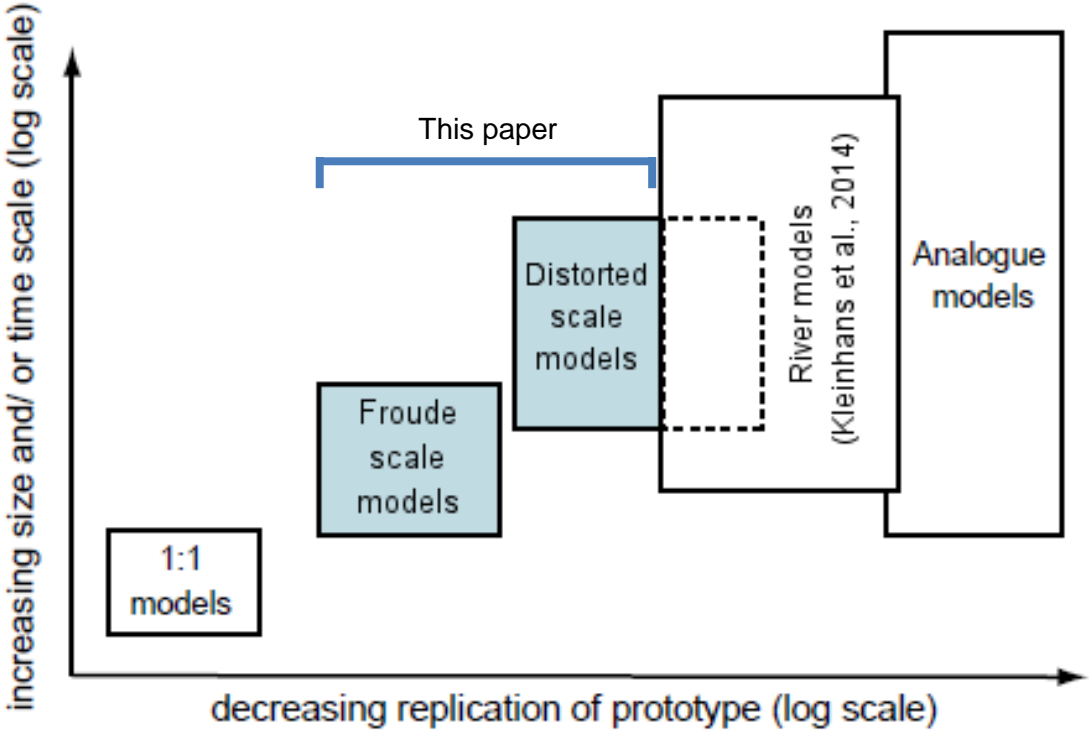 increasing size and/ or time scale (log scale)
This paper
Distorted
scale
models
Froude
scale
models
1:1
models
River models
(Kleinhans et al., 2014)
Analogue
models
decreasing replication of prototype (log scale)